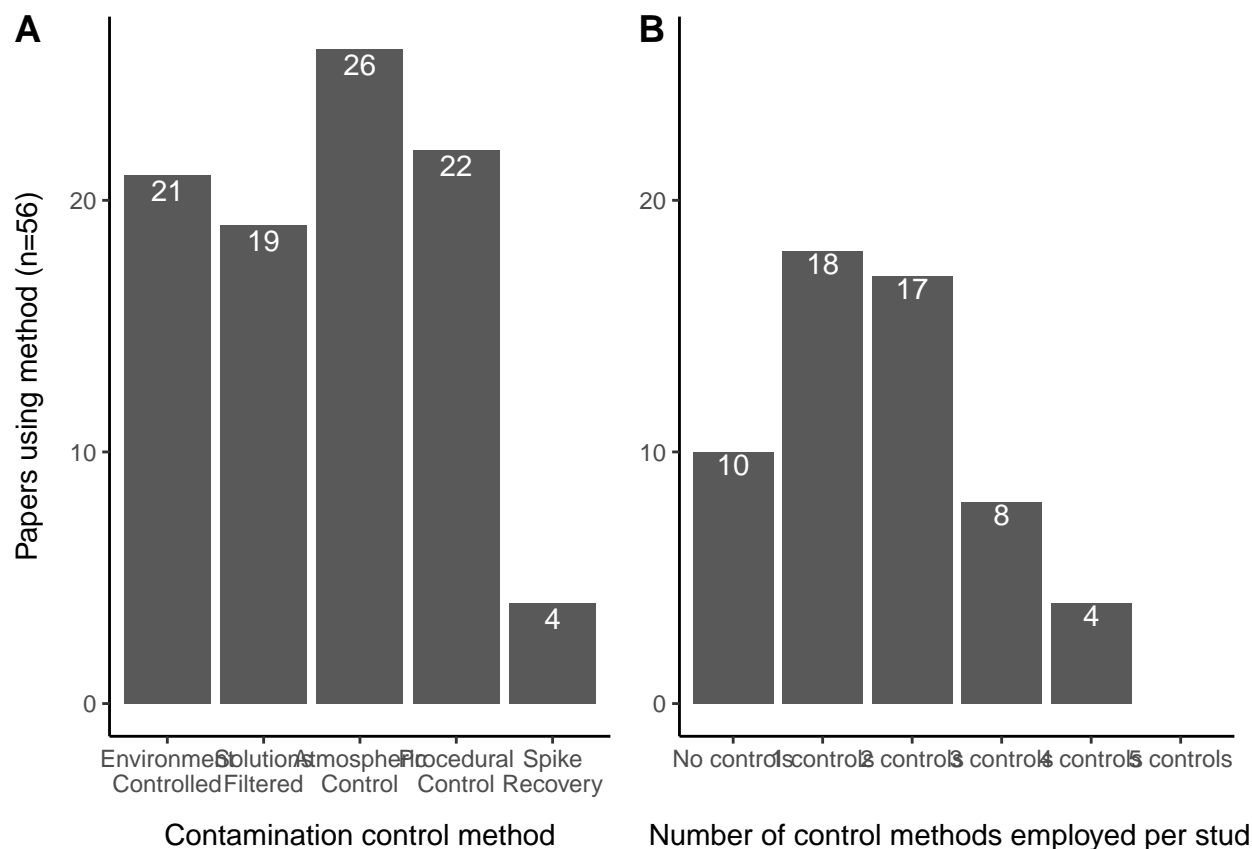 A
Papers using method (n=56)
20
10
0
26
22
21
19
4
Environment Solutions Atmospheric Procedural Spike
Controlled Filtered Control Control Recovery
Contamination control method
B
20
10
0
18
17
10
8
4
No controls 1 controls 2 controls 3 controls 4 controls 5 controls
Number of control methods employed per stud